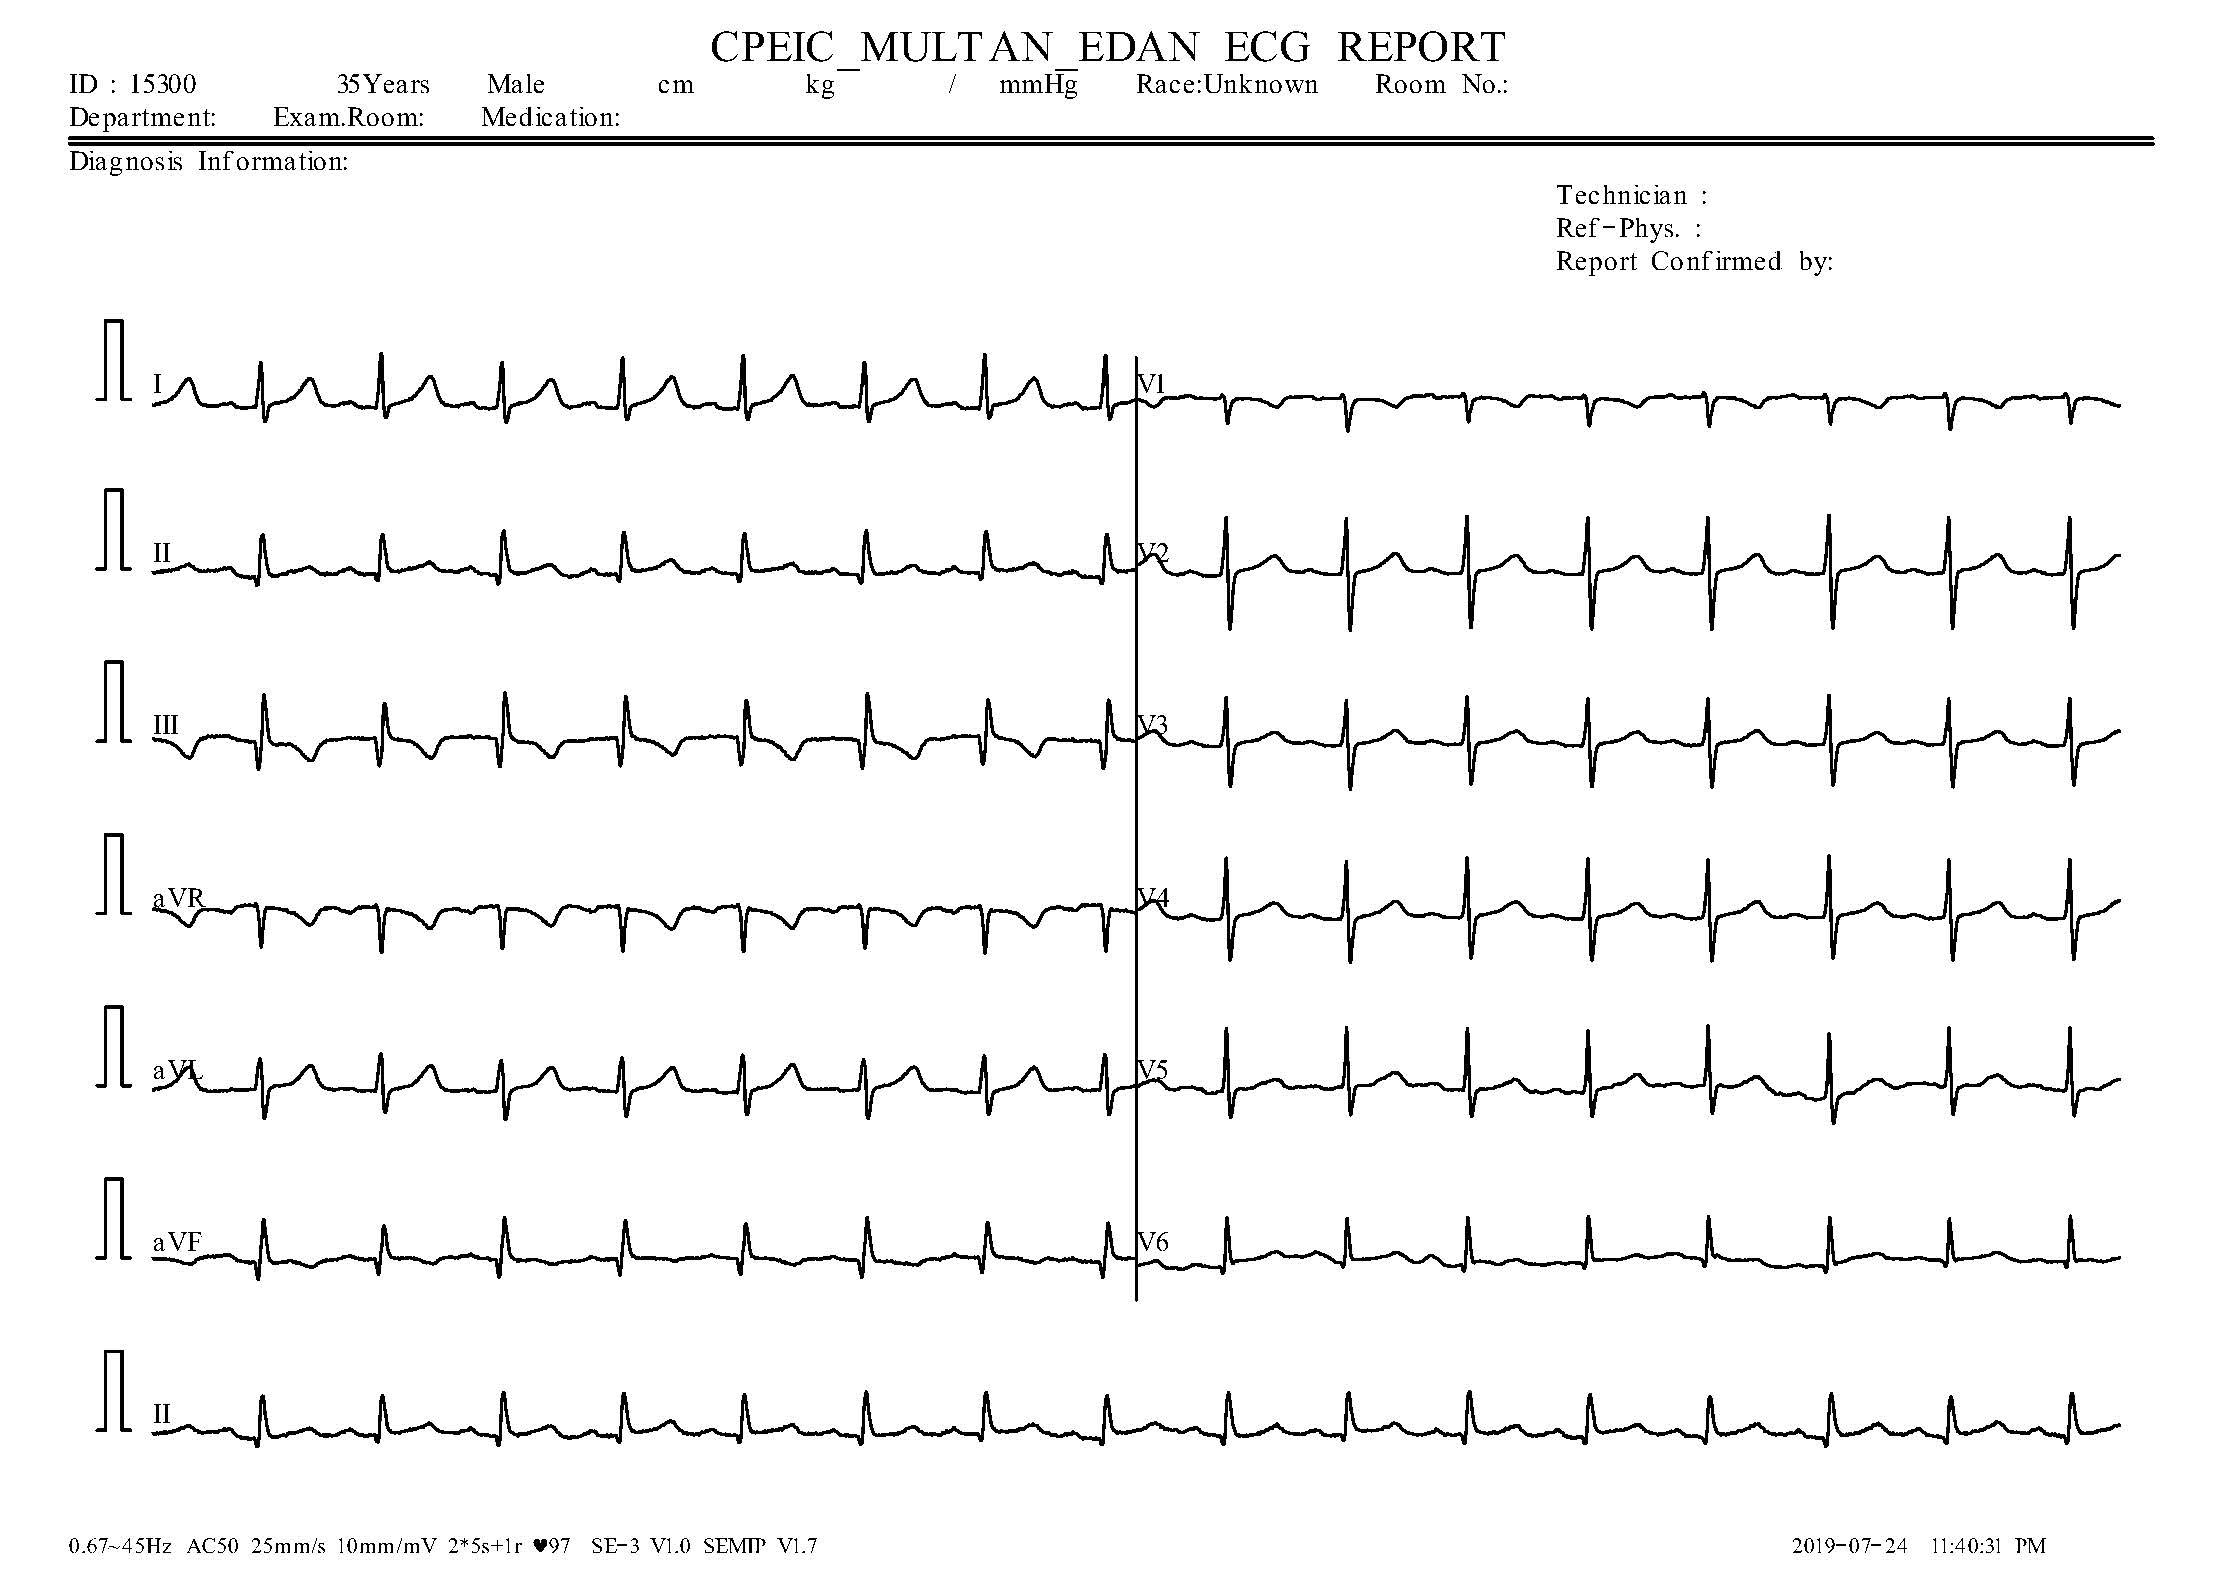 CPEIC_MULTAN_EDAN ECG REPORT
ID : 15300 35Years Male cm kg / mmHg Race:Unknown Room No.:
Department: Exam.Room: Medication:
Diagnosis Information:
Technician :
Ref-Phys. :
Report Confirmed by:
I V1
II V2
III V3
aVR V4
aVL V5
aVF V6
II
0.67~45Hz AC50 25mm/s 10mm/mV 2*5s+1r ♥97 SE-3 V1.0 SEMIP V1.7 2019-07-24 11:40:31 PM